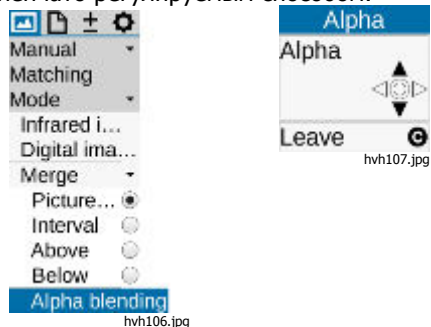 Manual
Matching
Mode
Infrared i...
Digital ima...
Merge
Picture...
Interval
Above
Below
Alpha blending
hvh106.jpg
Alpha
Alpha
Leave
hvh107.jpg